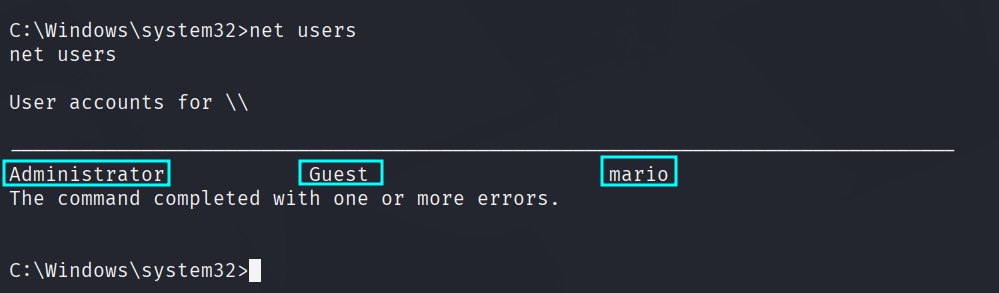 C:\Windows\system32>net users
net users
User accounts for \\
-------------------------------------------------------------------------------
Administrator Guest mario
The command completed with one or more errors.
C:\Windows\system32>